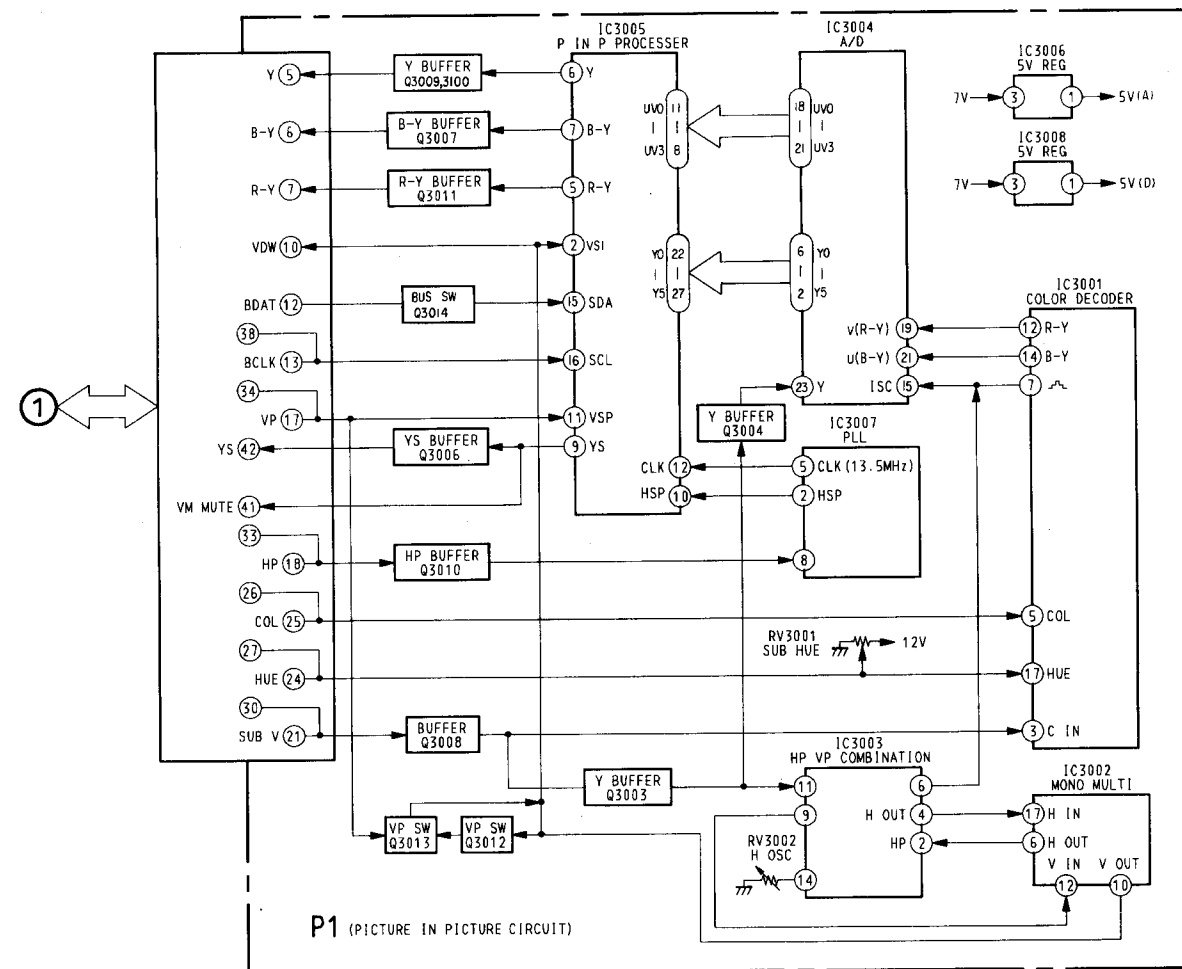 IC3005
P IN P PROCESSER
IC3004
A/D
IC3006
5V REG
7V 3 1 5V(A)
IC3008
5V REG
7V 3 1 5V(D)
Y 5
Y BUFFER
Q3009,3100
6 Y
B-Y 6
B-Y BUFFER
Q3007
7 B-Y
R-Y 7
R-Y BUFFER
Q3011
5 R-Y
UV0 11
UV3 8
18 UV0
21 UV3
VDW 10
2 VSI
Y0 22
Y5 27
6 Y0
2 Y5
BDAT 12
BUS SW
Q3014
15 SDA
38
BCLK 13
16 SCL
34
VP 17
11 VSP
YS 42
YS BUFFER
Q3006
9 YS
VM MUTE 41
CLK 12
HSP 10
V(R-Y) 19
U(B-Y) 21
ISC 15
23 Y
Y BUFFER
Q3004
IC3001
COLOR DECODER
12 R-Y
14 B-Y
7
IC3007
PLL
5 CLK(13.5MHz)
2 HSP
8
33
HP 18
HP BUFFER
Q3010
26
COL 25
5 COL
RV3001
SUB HUE
12V
27
HUE 24
17 HUE
30
SUB V 21
BUFFER
Q3008
3 C IN
IC3003
HP VP COMBINATION
Y BUFFER
Q3003
11
9
14
6
H OUT 4
HP 2
RV3002
H OSC
IC3002
MONO MULTI
17 H IN
6 H OUT
V IN V OUT
12 10
VP SW
Q3013
VP SW
Q3012
1
P1 (PICTURE IN PICTURE CIRCUIT)